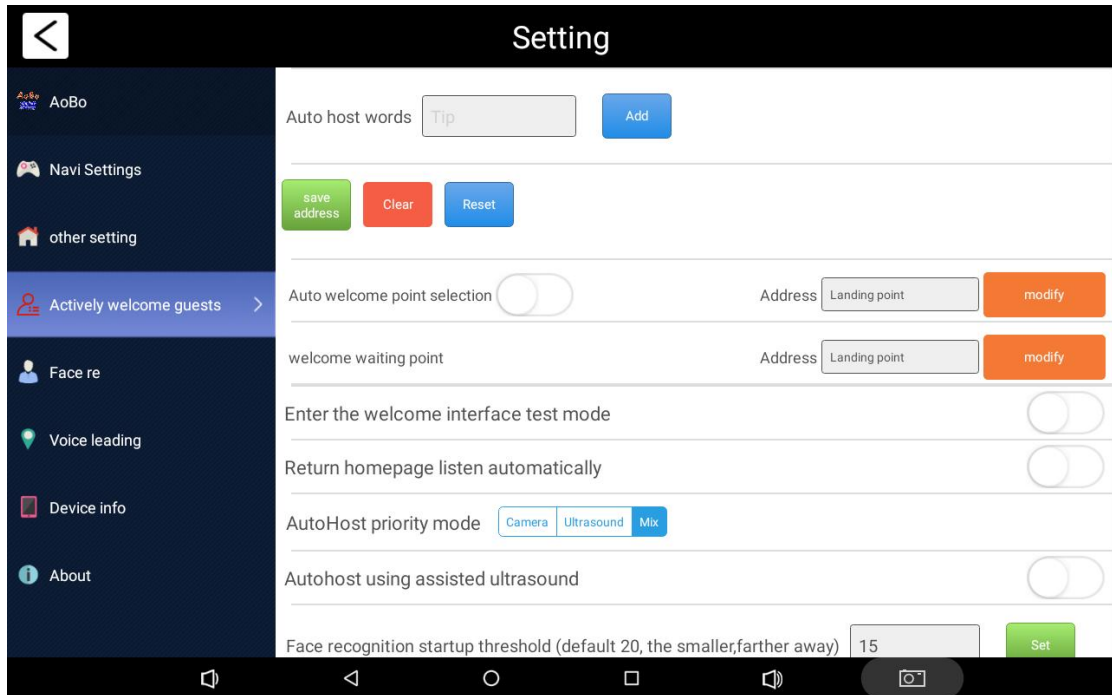 Setting
AoBo
Navi Settings
other setting
Actively welcome guests
Face re
Voice leading
Device info
About
Auto host words Tip Add
save address Clear Reset
Auto welcome point selection Address Landing point modify
welcome waiting point Address Landing point modify
Enter the welcome interface test mode
Return homepage listen automatically
AutoHost priority mode Camera Ultrasound Mix
Autohost using assisted ultrasound
Face recognition startup threshold (default 20, the smaller,farther away) 15 Set